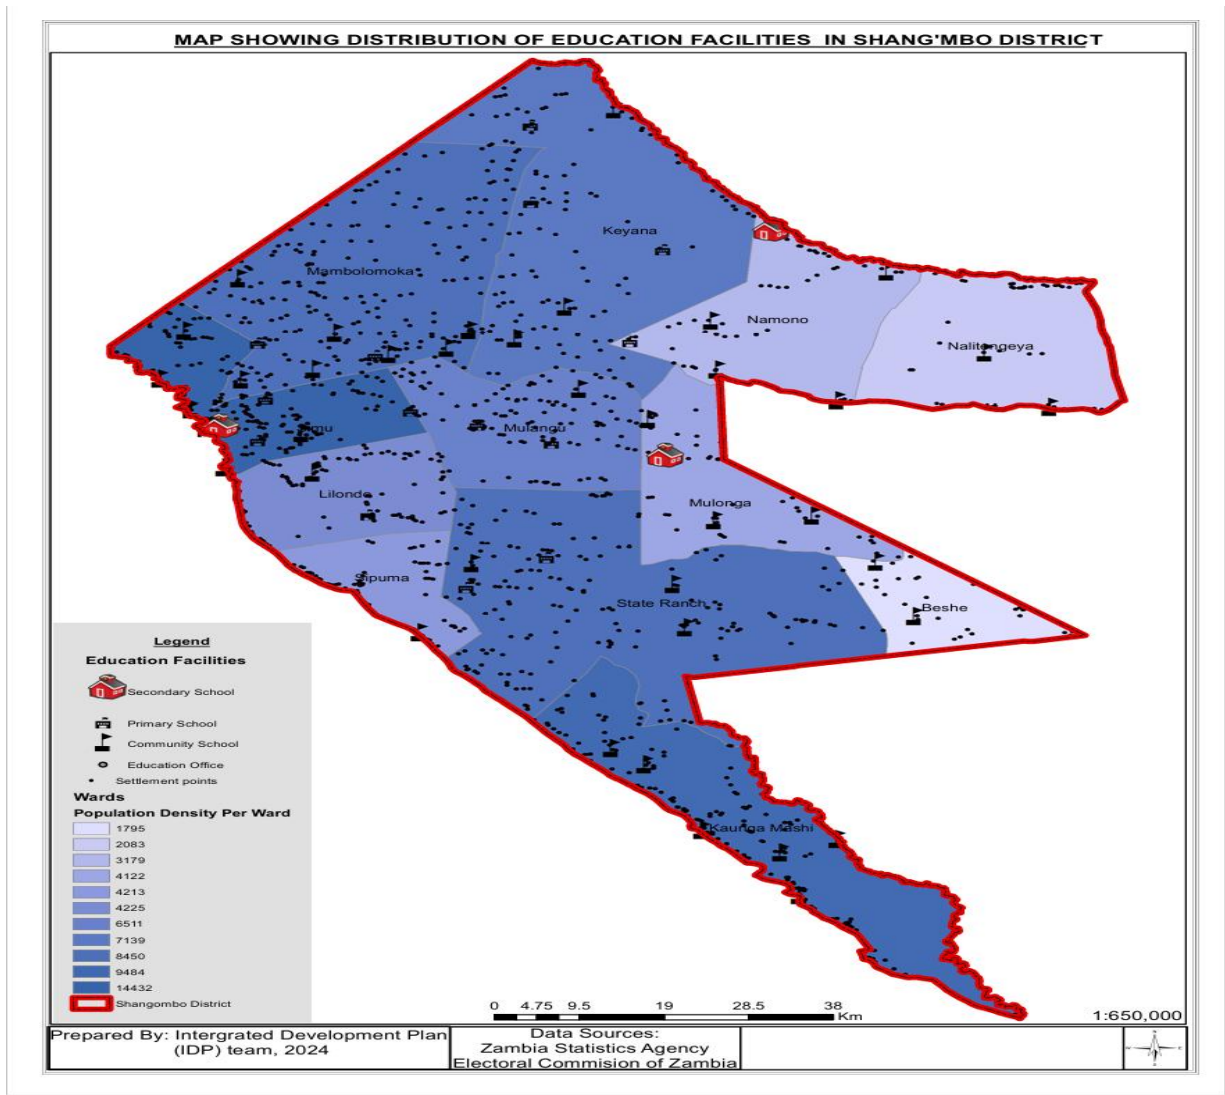 MAP SHOWING DISTRIBUTION OF EDUCATION FACILITIES IN SHANG'MBO DISTRICT
Keyana
Mambolomoka
Namono
Nalitengeya
Mulangu
Lilondo
Mulonga
Sipuma
State Ranch
Beshe
Kaunga Mashi
Legend
Education Facilities
Secondary School
Primary School
Community School
Education Office
Settlement points
Wards
Population Density Per Ward
1795
2083
3179
4122
4213
4225
6511
7139
8450
9484
14432
Shangombo District
0 4.75 9.5 19 28.5 38
Km
1:650,000
Prepared By: Intergrated Development Plan
(IDP) team, 2024
Data Sources:
Zambia Statistics Agency
Electoral Commision of Zambia